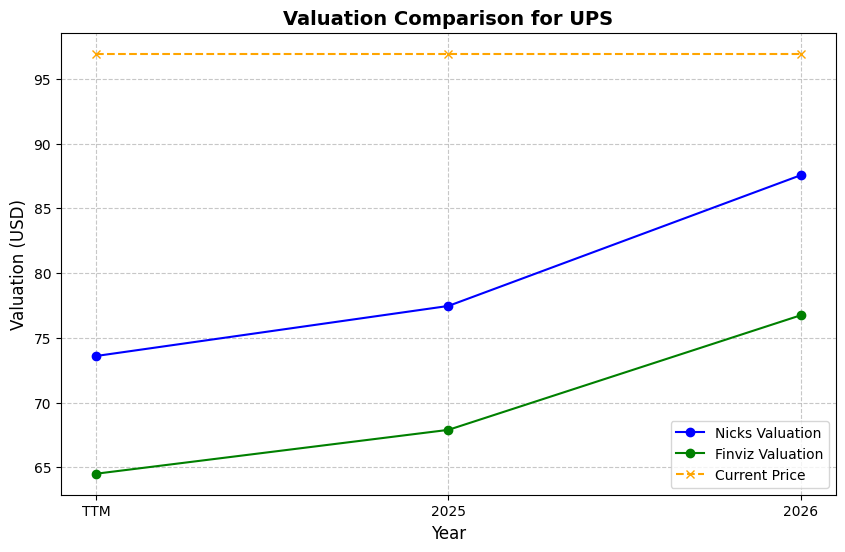 Valuation Comparison for UPS
95
90
85
80
75
70
65
Valuation (USD)
Nicks Valuation
Finviz Valuation
Current Price
TTM 2025 2026
Year